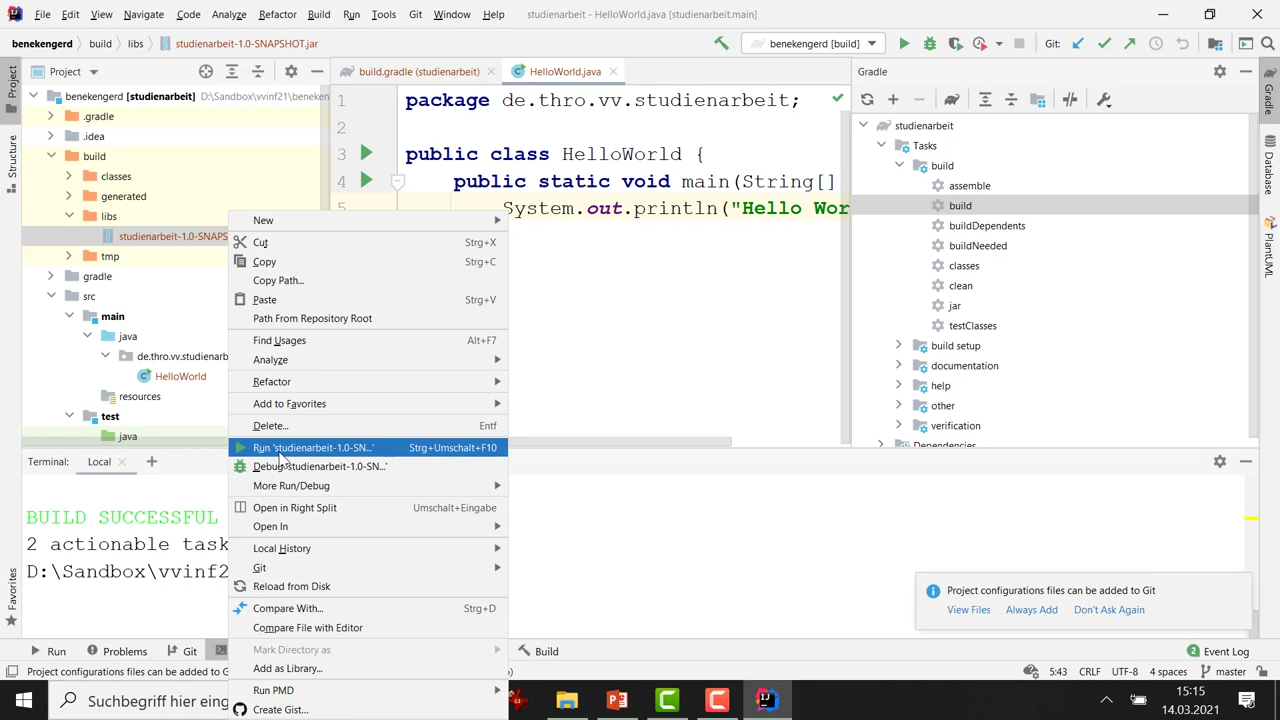 File Edit View Navigate Code Analyze Refactor Build Run Tools Git Window Help studienarbeit - HelloWorld.java [studienarbeit.main]
benekengerd build libs studienarbeit-1.0-SNAPSHOT.jar benekengerd [build] Git:
Project build.gradle (studienarbeit) HelloWorld.java Gradle
benekengerd [studienarbeit] D:\Sandbox\vvinf21\beneken
.gradle
.idea
build
classes
generated
libs
studienarbeit-1.0-SNAPS
tmp
gradle
src
main
java
de.thro.vv.studienarb
HelloWorld
resources
test
java
1 package de.thro.vv.studienarbeit;
2
3 public class HelloWorld {
4 public static void main(String[]
5 System.out.println("Hello Wor
studienarbeit
Tasks
build
assemble
build
buildDependents
buildNeeded
classes
clean
jar
testClasses
build setup
documentation
help
other
verification
Dependencies
New
Cut Strg+X
Copy Strg+C
Copy Path...
Paste Strg+V
Path From Repository Root
Find Usages Alt+F7
Analyze
Refactor
Add to Favorites
Delete... Entf
Run 'studienarbeit-1.0-SN...' Strg+Umschalt+F10
Debug 'studienarbeit-1.0-SN...'
More Run/Debug
Open in Right Split Umschalt+Eingabe
Open In
Local History
Git
Reload from Disk
Compare With... Strg+D
Compare File with Editor
Mark Directory as
Add as Library...
Run PMD
Create Gist...
Terminal: Local
BUILD SUCCESSFUL
2 actionable task
D:\Sandbox\vvinf2
Project configurations files can be added to Git
View Files Always Add Don't Ask Again
Project
Structure
Favorites
Gradle
Database
PlantUML
Run Problems Git Build 2 Event Log
Project configurations files can be added to G 5:43 CRLF UTF-8 4 spaces master
Suchbegriff hier ein 64 15:15
14.03.2021